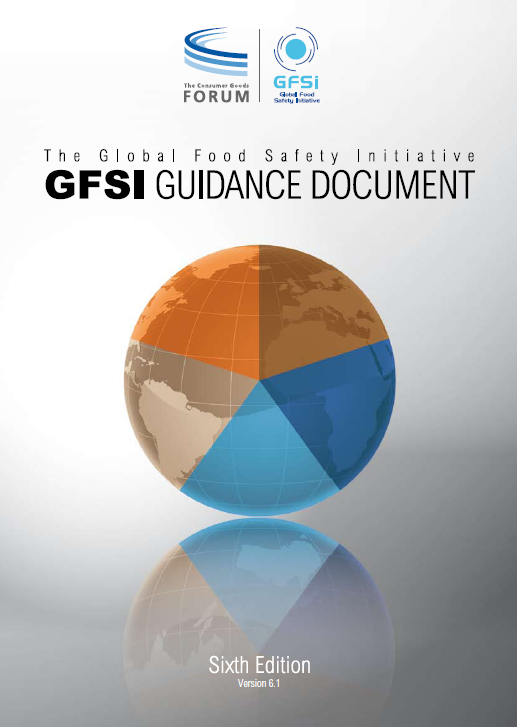 The Consumer Goods
FORUM
GFSi
Global Food
Safety Initiative
The Global Food Safety Initiative
GFSI GUIDANCE DOCUMENT
Sixth Edition
Version 6.1